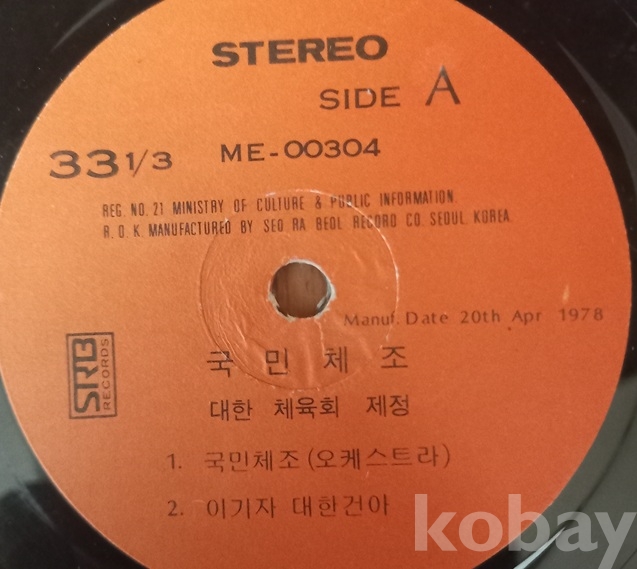 STEREO
SIDE A
33 1/3 ME-00304
REG. NO. 21 MINISTRY OF CULTURE & PUBLIC INFORMATION.
R. O. K. MANUFACTURED BY SEO RA BEOL RECORD CO. SEOUL. KOREA.
Manuf. Date 20th Apr 1978
SRB
RECORDS
국 민 체 조
대한 체육회 제정
1. 국민체조(오케스트라)
2. 이기자 대한건아
kobay